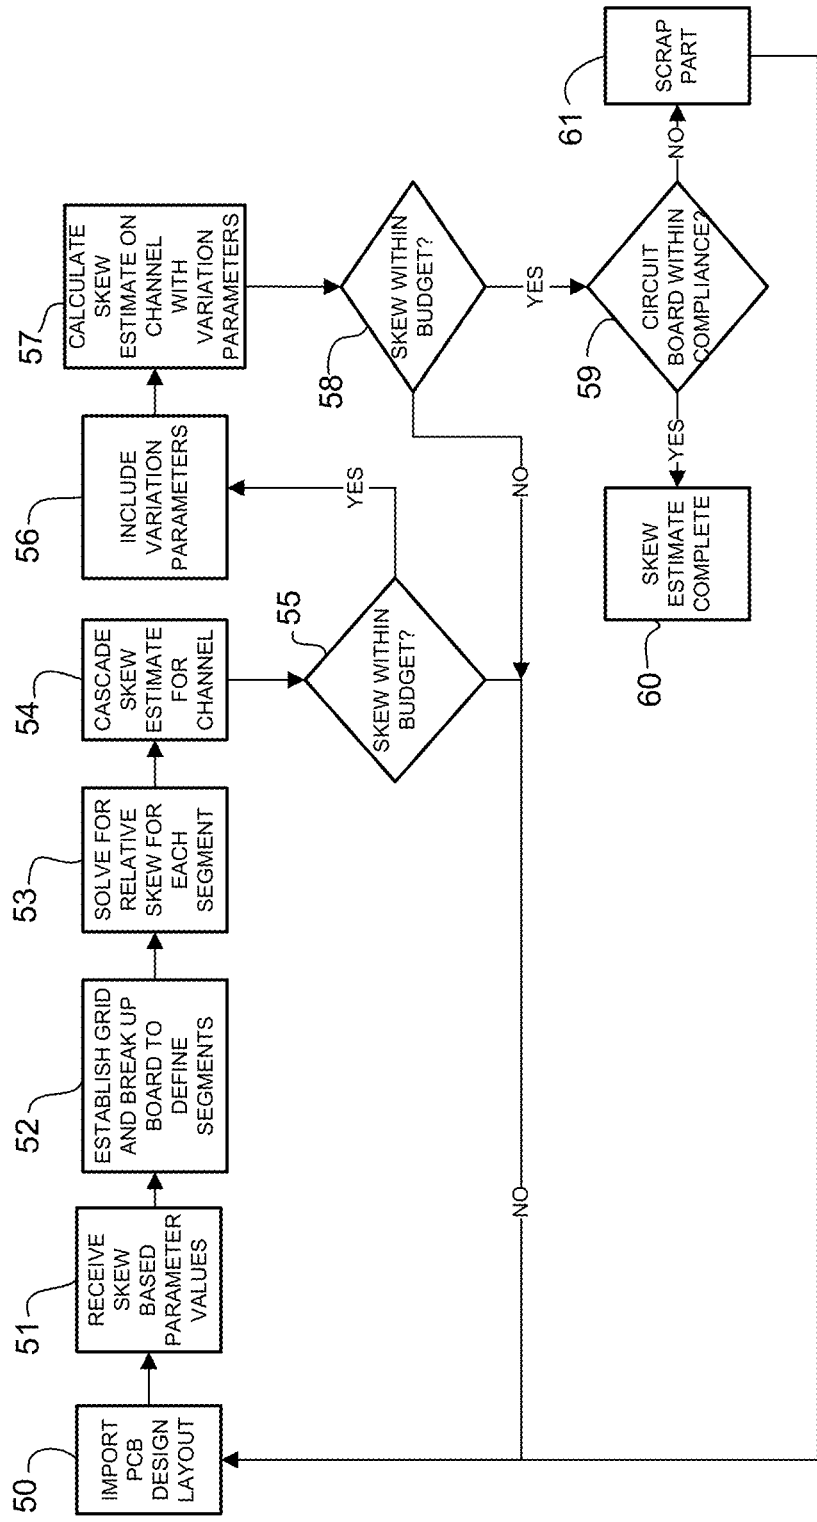 50
IMPORT
PCB
DESIGN
LAYOUT
51
RECEIVE
SKEW
BASED
PARAMETER
VALUES
52
ESTABLISH GRID
AND BREAK UP
BOARD TO
DEFINE
SEGMENTS
53
SOLVE FOR
RELATIVE
SKEW FOR
EACH
SEGMENT
54
CASCADE
SKEW
ESTIMATE
FOR
CHANNEL
55
SKEW WITHIN
BUDGET?
YES
NO
56
INCLUDE
VARIATION
PARAMETERS
57
CALCULATE
SKEW
ESTIMATE ON
CHANNEL
WITH
VARIATION
PARAMETERS
58
SKEW WITHIN
BUDGET?
NO
YES
59
CIRCUIT
BOARD WITHIN
COMPLIANCE?
YES
NO
60
SKEW
ESTIMATE
COMPLETE
61
SCRAP
PART